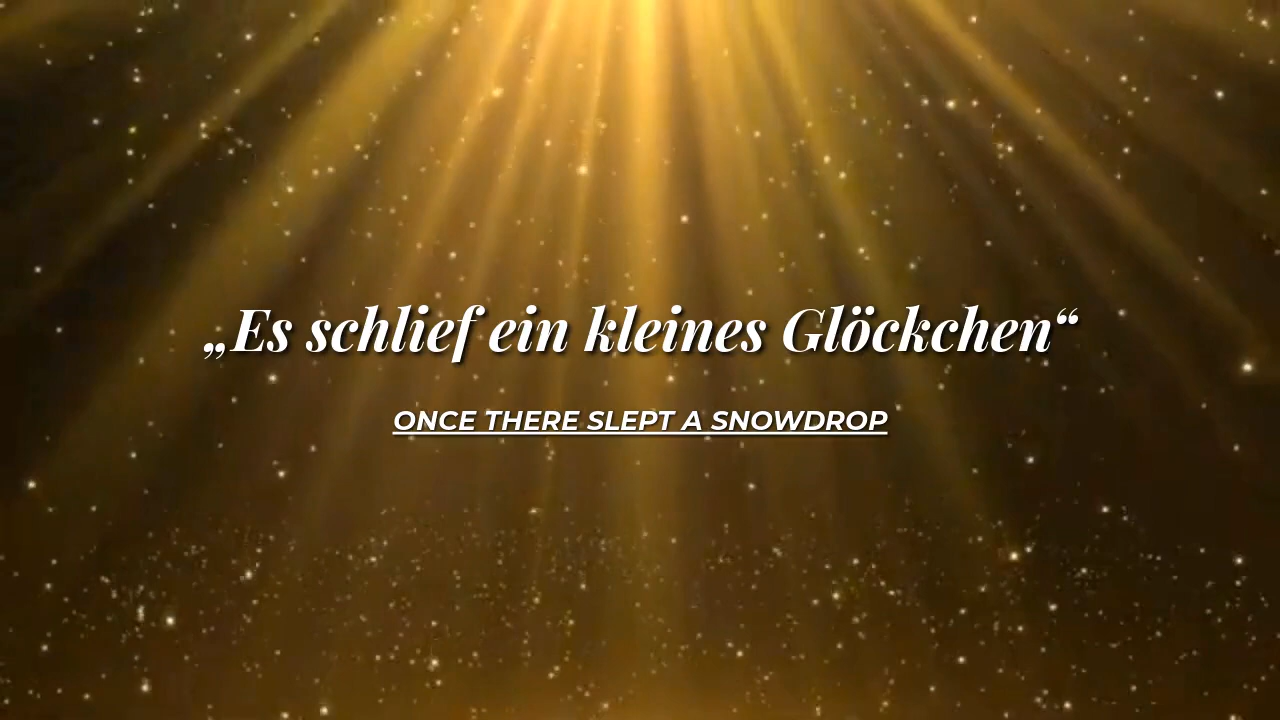 „Es schlief ein kleines Glöckchen“
ONCE THERE SLEPT A SNOWDROP